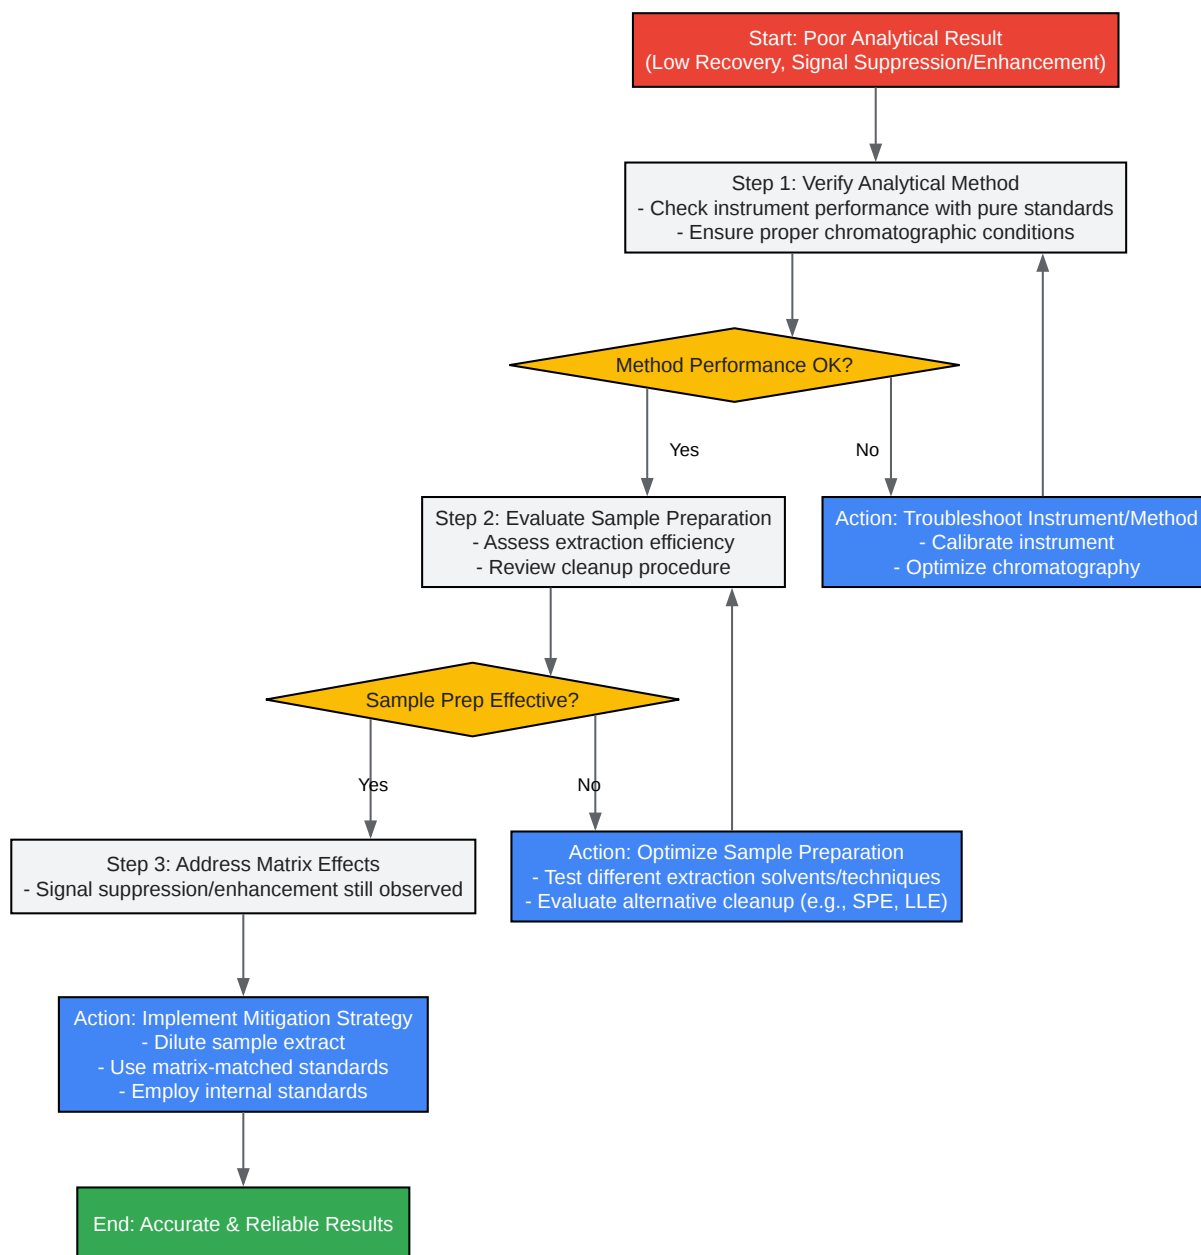 Start: Poor Analytical Result
(Low Recovery, Signal Suppression/Enhancement)
Step 1: Verify Analytical Method
- Check instrument performance with pure standards
- Ensure proper chromatographic conditions
Method Performance OK?
Yes
No
Step 2: Evaluate Sample Preparation
- Assess extraction efficiency
- Review cleanup procedure
Action: Troubleshoot Instrument/Method
- Calibrate instrument
- Optimize chromatography
Sample Prep Effective?
Yes
No
Step 3: Address Matrix Effects
- Signal suppression/enhancement still observed
Action: Optimize Sample Preparation
- Test different extraction solvents/techniques
- Evaluate alternative cleanup (e.g., SPE, LLE)
Action: Implement Mitigation Strategy
- Dilute sample extract
- Use matrix-matched standards
- Employ internal standards
End: Accurate & Reliable Results